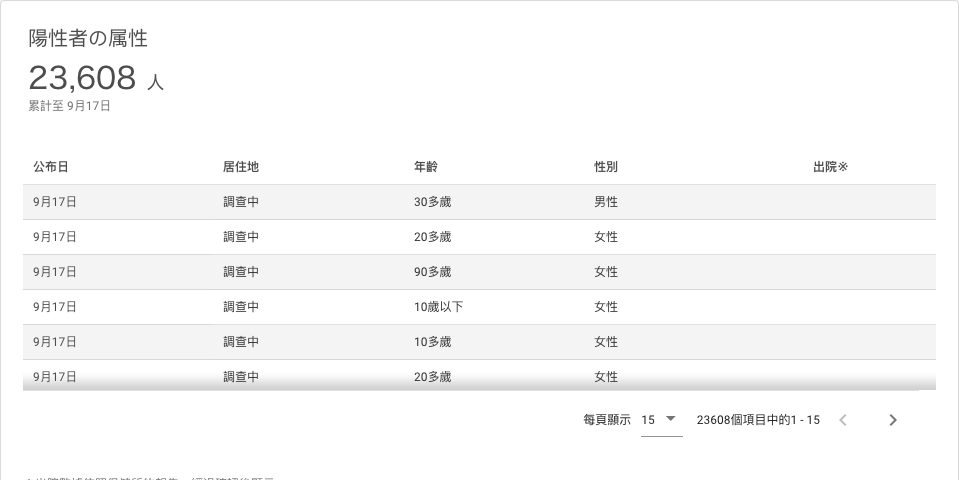 陽性者の属性
23,608 人
累計至 9月17日
公布日 居住地 年齡 性別 出院※
9月17日 調查中 30多歲 男性
9月17日 調查中 20多歲 女性
9月17日 調查中 90多歲 女性
9月17日 調查中 10歲以下 女性
9月17日 調查中 10多歲 女性
9月17日 調查中 20多歲 女性
每頁顯示 15 23608個項目中的1 - 15